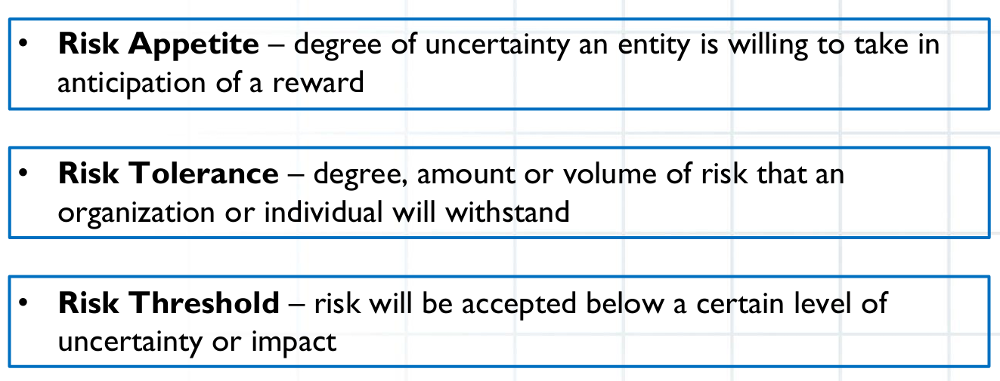 • Risk Appetite – degree of uncertainty an entity is willing to take in
anticipation of a reward
• Risk Tolerance – degree, amount or volume of risk that an
organization or individual will withstand
• Risk Threshold – risk will be accepted below a certain level of
uncertainty or impact